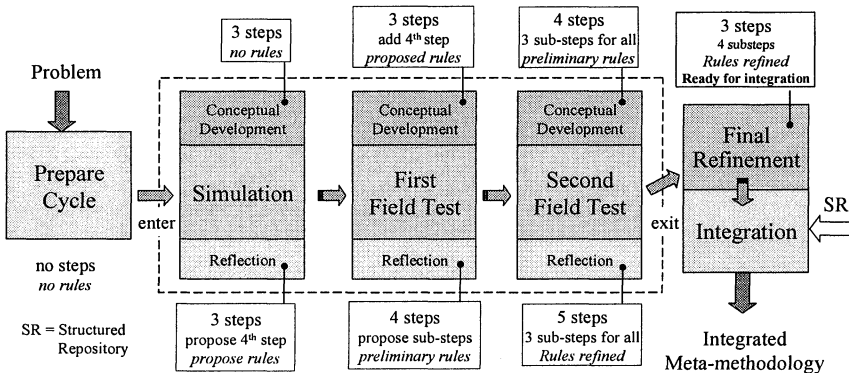 3 steps
no rules
3 steps
add 4th step
proposed rules
4 steps
3 sub-steps for all
preliminary rules
3 steps
4 substeps
Rules refined
Ready for integration
Problem
Prepare
Cycle
no steps
no rules
SR = Structured
Repository
enter
Conceptual
Development
Simulation
Reflection
Conceptual
Development
First
Field Test
Reflection
Conceptual
Development
Second
Field Test
Reflection
exit
Final
Refinement
Integration
SR
3 steps
propose 4th step
propose rules
4 steps
propose sub-steps
preliminary rules
5 steps
3 sub-steps for all
Rules refined
Integrated
Meta-methodology